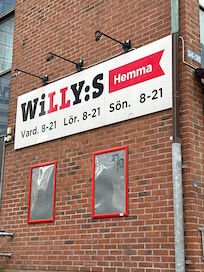 WiLLY:S Hemma
Vard. 8-21 Lör. 8-21 Sön. 8-21